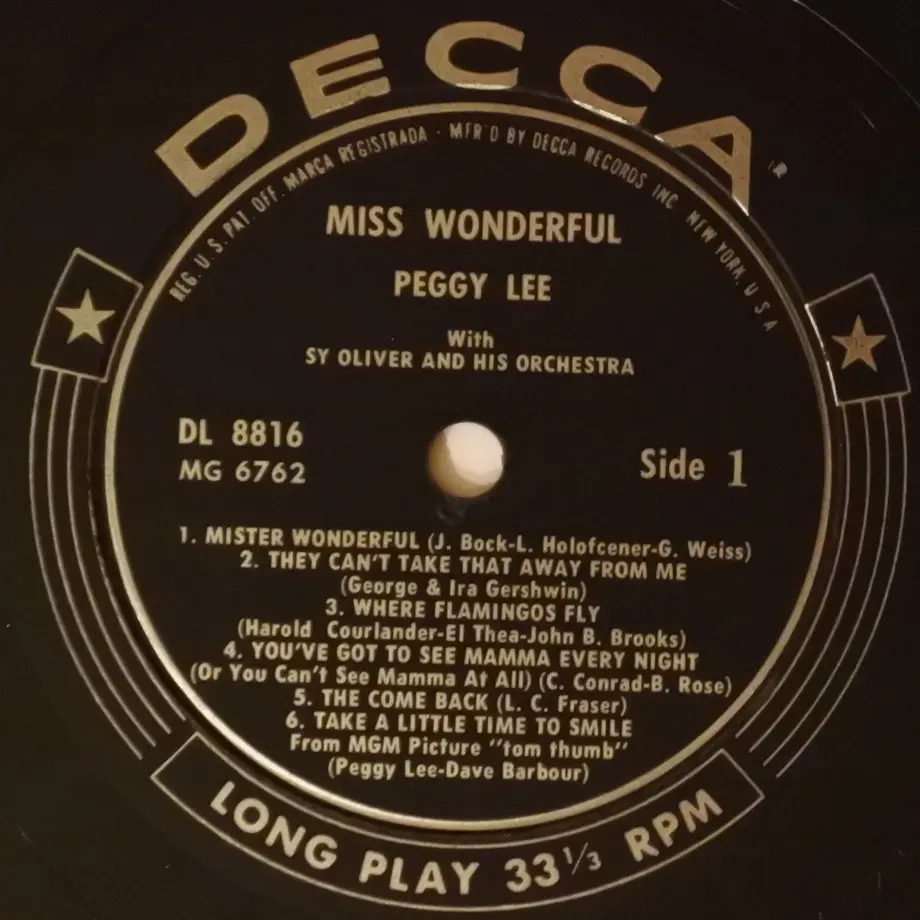 DECCA
REG. U. S. PAT. OFF. MARCA REGISTRADA · MFR'D BY DECCA RECORDS INC. NEW YORK, U S A
MISS WONDERFUL
PEGGY LEE
With
SY OLIVER AND HIS ORCHESTRA
DL 8816
MG 6762
Side 1
1. MISTER WONDERFUL (J. Bock-L. Holofcener-G. Weiss)
2. THEY CAN'T TAKE THAT AWAY FROM ME
(George & Ira Gershwin)
3. WHERE FLAMINGOS FLY
(Harold Courlander-El Thea-John B. Brooks)
4. YOU'VE GOT TO SEE MAMMA EVERY NIGHT
(Or You Can't See Mamma At All) (C. Conrad-B. Rose)
5. THE COME BACK (L. C. Fraser)
6. TAKE A LITTLE TIME TO SMILE
From MGM Picture "tom thumb"
(Peggy Lee-Dave Barbour)
LONG PLAY 33 1/3 RPM